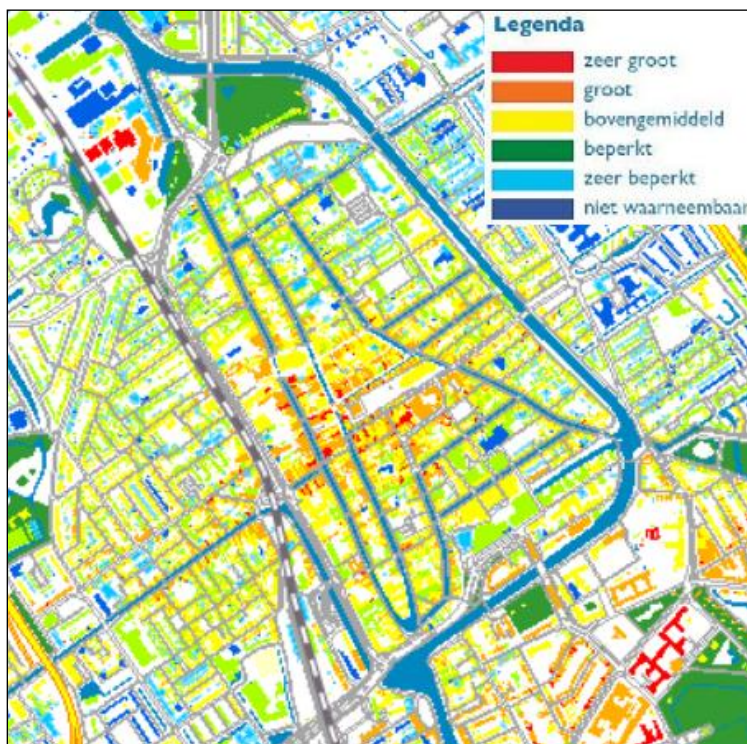 Legenda
zeer groot
groot
bovengemiddeld
beperkt
zeer beperkt
niet waarneembaar